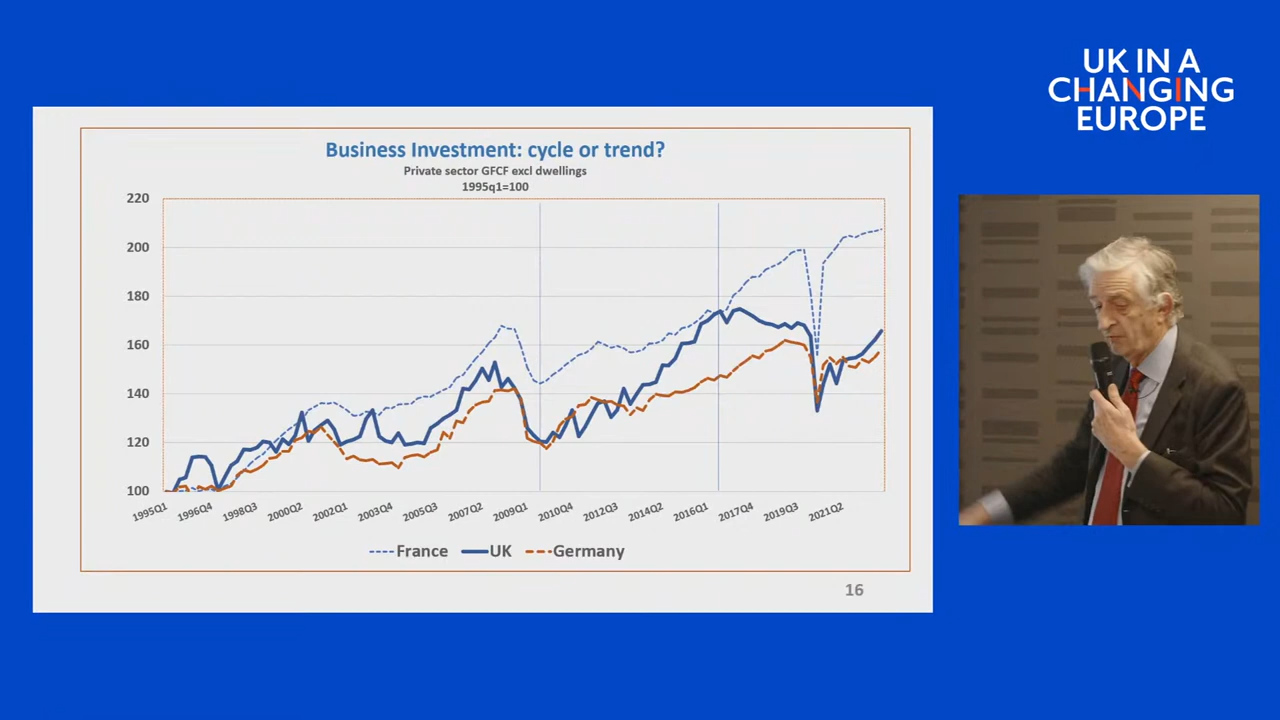 UK IN A
CHANGING
EUROPE
Business Investment: cycle or trend?
Private sector GFCF excl dwellings
1995q1=100
220
200
180
160
140
120
100
1995Q1 1996Q4 1998Q3 2000Q2 2002Q1 2003Q4 2005Q3 2007Q2 2009Q1 2010Q4 2012Q3 2014Q2 2016Q1 2017Q4 2019Q3 2021Q2
France UK Germany
16